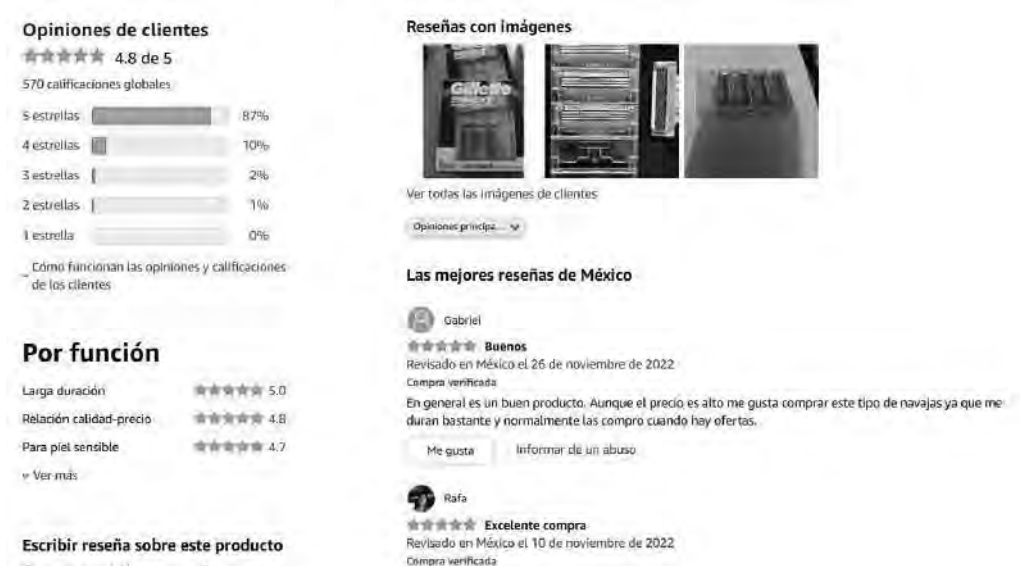 Opiniones de clientes
4.8 de 5
570 calificaciones globales
5 estrellas 87%
4 estrellas 10%
3 estrellas 2%
2 estrellas 1%
1 estrella 0%
Cómo funcionan las opiniones y calificaciones
de los clientes
Por función
Larga duración 5.0
Relación calidad-precio 4.8
Para piel sensible 4.7
Ver más
Escribir reseña sobre este producto
Reseñas con imágenes
Gillette
Ver todas las imágenes de clientes
Opiniones principa...
Las mejores reseñas de México
Gabriel
Buenos
Revisado en México el 26 de noviembre de 2022
Compra verificada
En general es un buen producto. Aunque el precio es alto me gusta comprar este tipo de navajas ya que me
duran bastante y normalmente las compro cuando hay ofertas.
Me gusta Informar de un abuso
Rafa
Excelente compra
Revisado en México el 10 de noviembre de 2022
Compra verificada